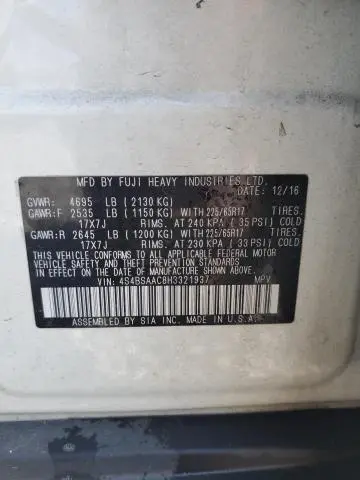 MFD BY FUJI HEAVY INDUSTRIES LTD.
DATE: 12/16
GVWR: 4695 LB (2130 KG)
GAWR:F 2535 LB (1150 KG) WITH 225/65R17 TIRES.
17X7J RIMS. AT 240 KPA ( 35 PSI) COLD
GAWR:R 2645 LB (1200 KG) WITH 225/65R17 TIRES.
17X7J RIMS. AT 230 KPA ( 33 PSI) COLD
THIS VEHICLE CONFORMS TO ALL APPLICABLE FEDERAL MOTOR
VEHICLE SAFETY AND THEFT PREVENTION STANDARDS IN
EFFECT ON THE DATE OF MANUFACTURE SHOWN ABOVE.
VIN: 4S4BSAAC8H3321937 MPV
ASSEMBLED BY SIA INC. MADE IN U.S.A.